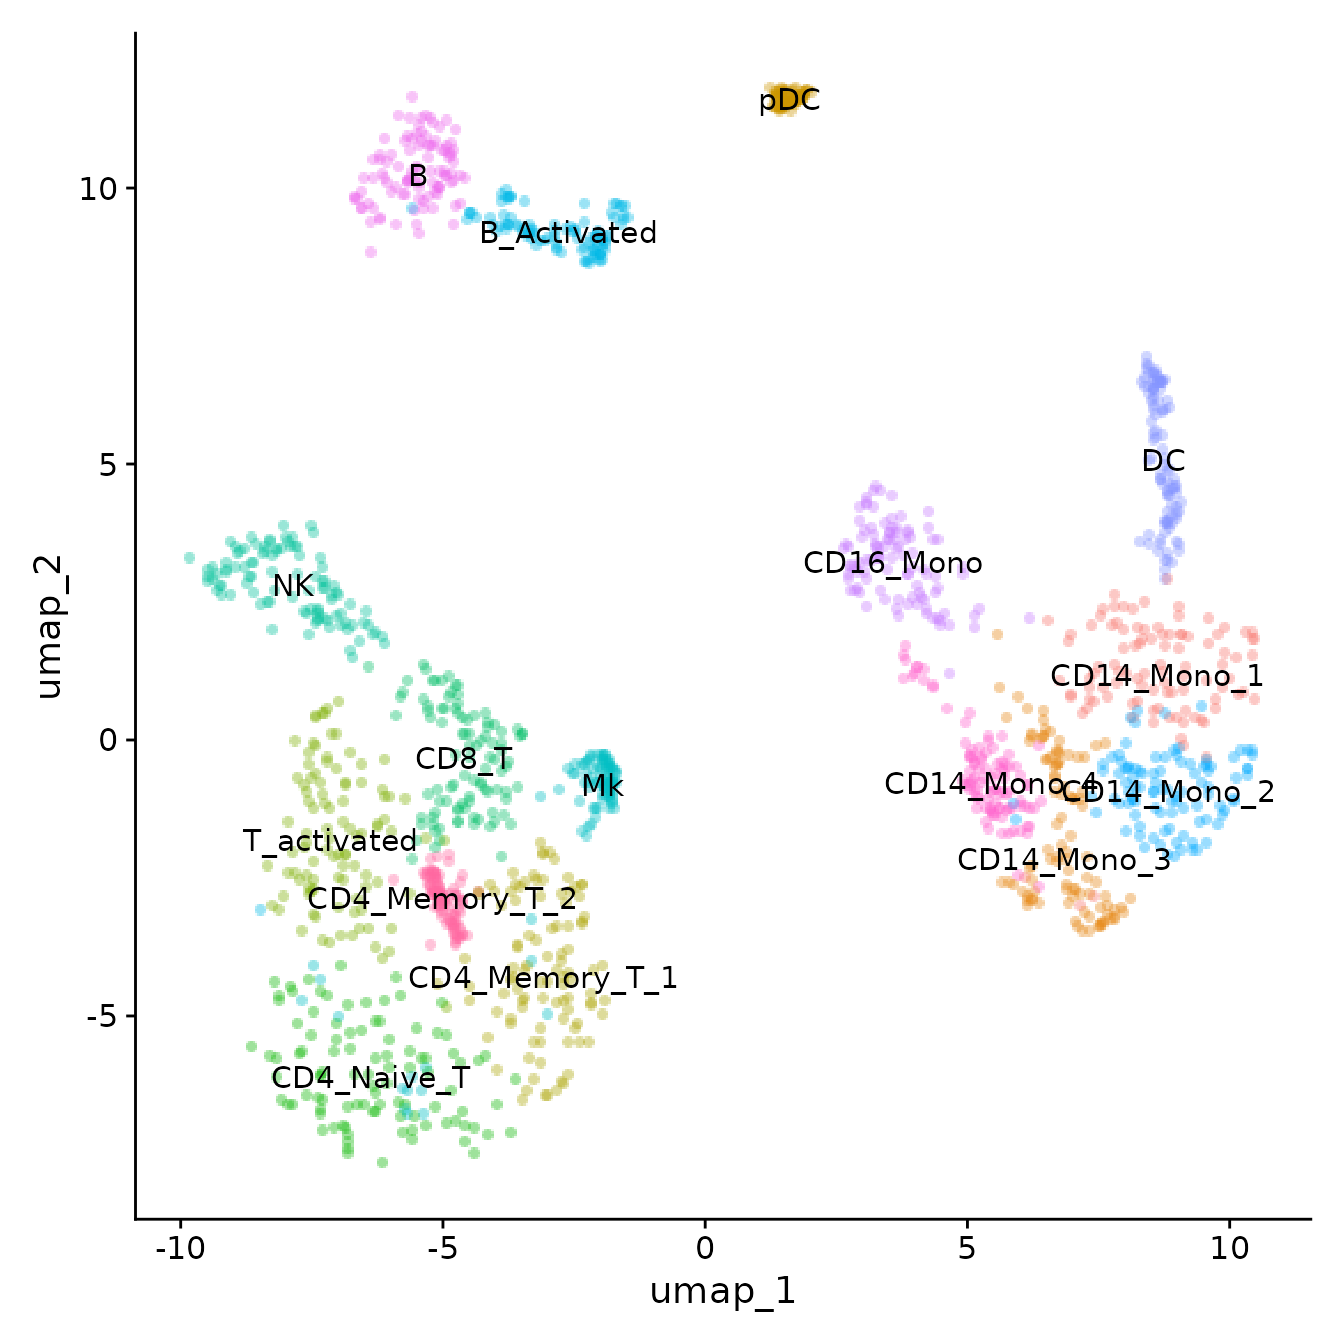 pDC
B
10
B_Activated
5
DC
CD16_Mono
NK
umap_2
CD14_Mono_1
0
CD8_T
Mk
CD14_Mono_4
CD14_Mono_2
T_activated
CD14_Mono_3
CD4_Memory_T_2
CD4_Memory_T_1
-5
CD4_Naive_T
-10 -5 0 5 10
umap_1